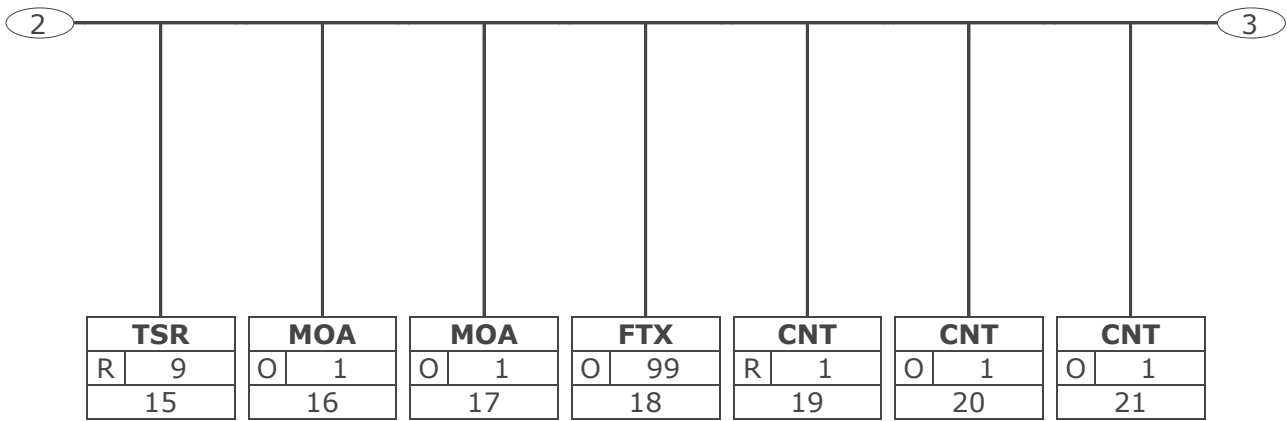 2 3
TSR MOA MOA FTX CNT CNT CNT
R 9 O 1 O 1 O 99 R 1 O 1 O 1
15 16 17 18 19 20 21